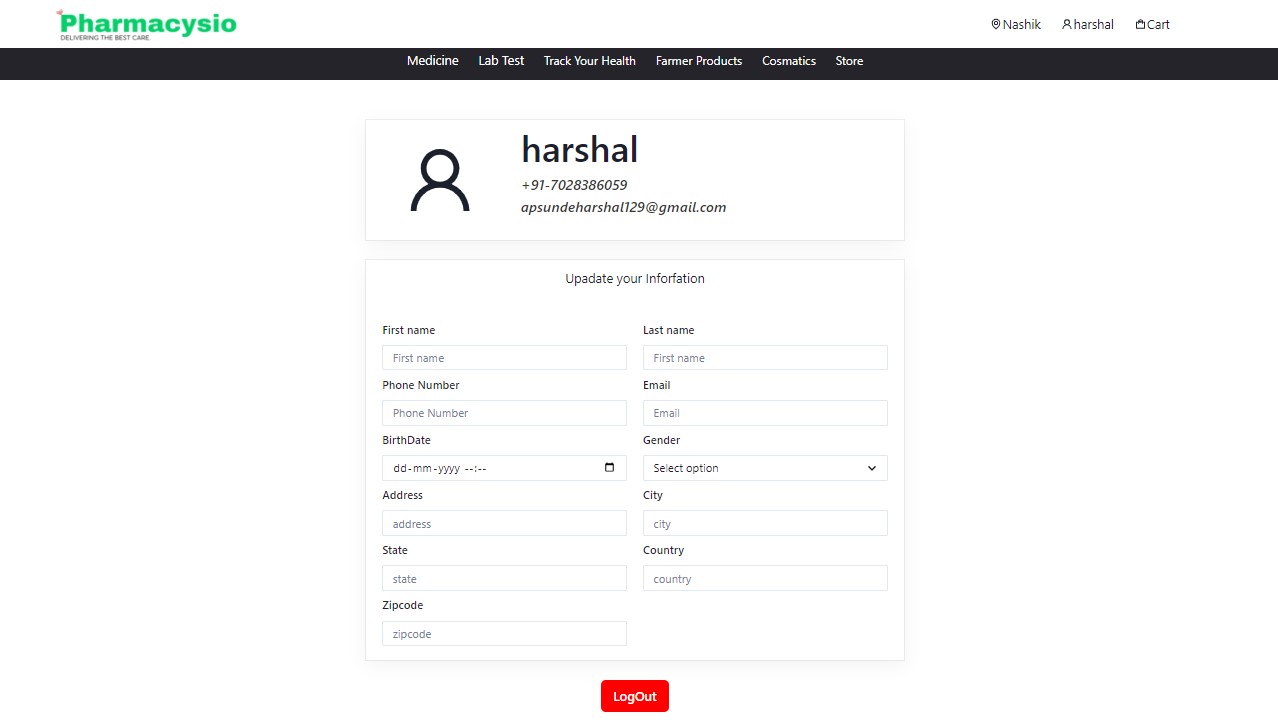 Pharmacysio
DELIVERING THE BEST CARE.
Nashik harshal Cart
Medicine Lab Test Track Your Health Farmer Products Cosmatics Store
harshal
+91-7028386059
apsundeharshal129@gmail.com
Upadate your Inforfation
First name Last name
First name First name
Phone Number Email
Phone Number Email
BirthDate Gender
dd-mm-yyyy --:-- Select option
Address City
address city
State Country
state country
Zipcode
zipcode
LogOut